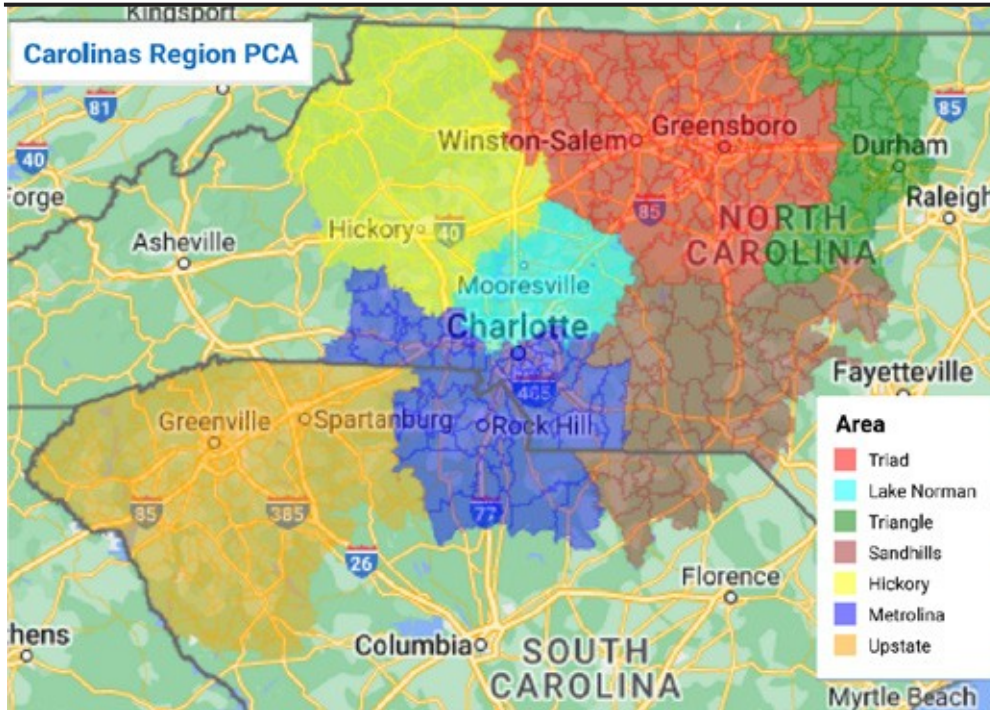 Kingsport
Carolinas Region PCA
81
85
40
Winston-Salem
Greensboro
Durham
Forge
85
Raleigh
Hickory
40
NORTH
CAROLINA
Asheville
Mooresville
Charlotte
Fayetteville
485
Greenville
Spartanburg
Rock Hill
85
385
77
26
Florence
Columbia
SOUTH
CAROLINA
thens
Myrtle Beach
Area
Triad
Lake Norman
Triangle
Sandhills
Hickory
Metrolina
Upstate